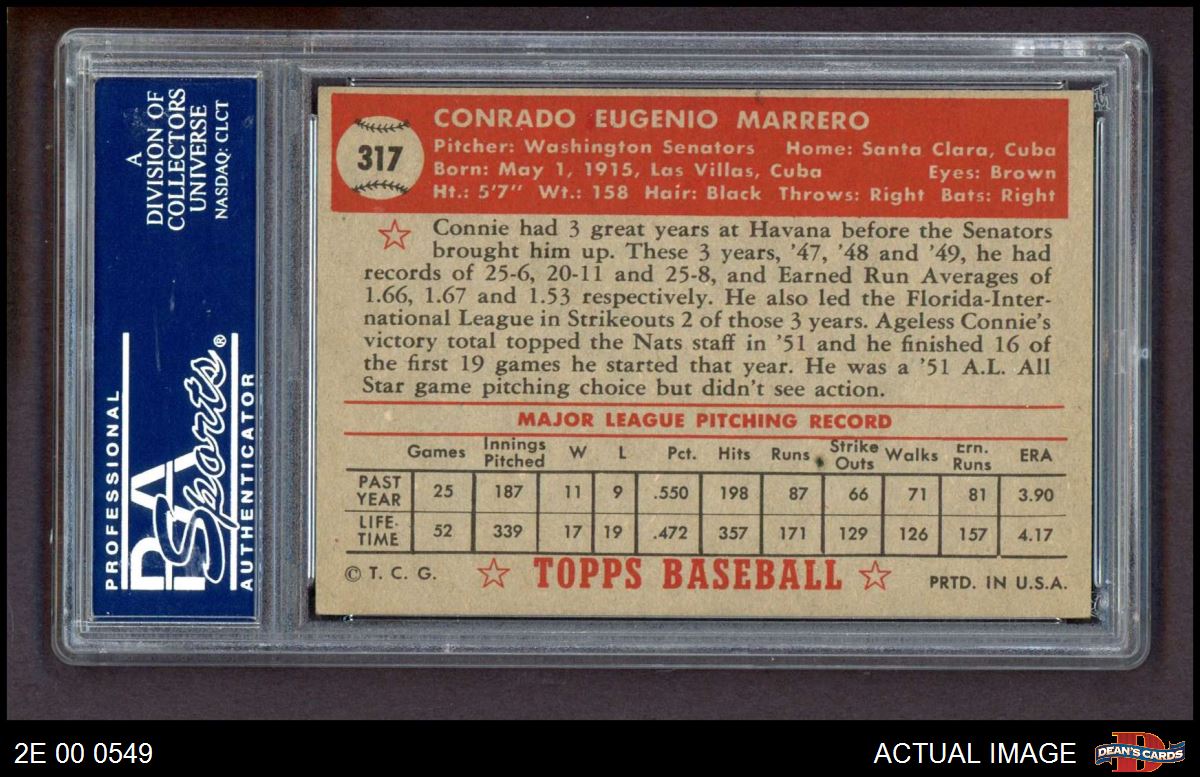 A
DIVISION OF
COLLECTORS
UNIVERSE
NASDAQ: CLCT
PROFESSIONAL
PSA
Sports®
AUTHENTICATOR
317
CONRADO EUGENIO MARRERO
Pitcher: Washington Senators Home: Santa Clara, Cuba
Born: May 1, 1915, Las Villas, Cuba Eyes: Brown
Ht.: 5'7" Wt.: 158 Hair: Black Throws: Right Bats: Right
Connie had 3 great years at Havana before the Senators
brought him up. These 3 years, '47, '48 and '49, he had
records of 25-6, 20-11 and 25-8, and Earned Run Averages of
1.66, 1.67 and 1.53 respectively. He also led the Florida-Inter-
national League in Strikeouts 2 of those 3 years. Ageless Connie's
victory total topped the Nats staff in '51 and he finished 16 of
the first 19 games he started that year. He was a '51 A.L. All
Star game pitching choice but didn't see action.
MAJOR LEAGUE PITCHING RECORD
Games Innings Pitched W L Pct. Hits Runs Strike Outs Walks Ern. Runs ERA
PAST YEAR 25 187 11 9 .550 198 87 66 71 81 3.90
LIFE-TIME 52 339 17 19 .472 357 171 129 126 157 4.17
© T. C. G. TOPPS BASEBALL PRTD. IN U.S.A.
2E 00 0549
ACTUAL IMAGE
DEAN'S CARDS